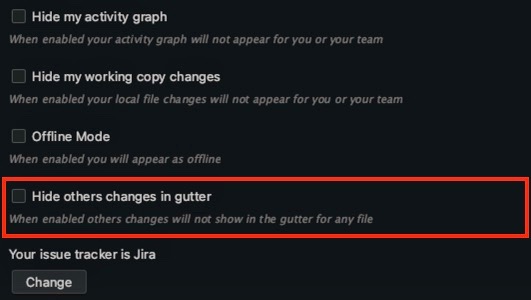 Hide my activity graph
When enabled your activity graph will not appear for you or your team
Hide my working copy changes
When enabled your local file changes will not appear for you or your team
Offline Mode
When enabled you will appear as offline
Hide others changes in gutter
When enabled others changes will not show in the gutter for any file
Your issue tracker is Jira
Change